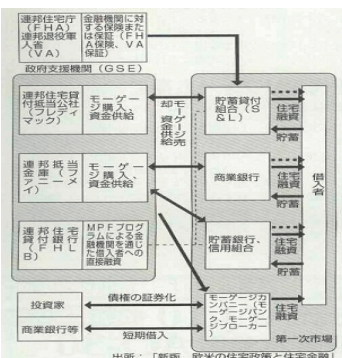 連邦住宅庁
（FHA）
連邦退役軍
人省
（VA）
金融機関に対
する保険また
は保証（FH
A保険、VA
保証）
政府支援機関（GSE）
連邦住宅貸
付抵当公社
（フレディ
マック）
モーゲー
ジ購入、
資金供給
連邦抵当
金庫（フ
ァニーメ
イ）
モーゲー
ジ購入、
資金供給
連邦住宅
貸付銀行
（FHL
B）
MPFプログ
ラムによる金
融機関を通じ
た借入者への
直接融資
モーゲージ売
却
資金供給
貯蓄貸付
組合（S
&L）
商業銀行
貯蓄銀行、
信用組合
モーゲージカ
ンパニー（モ
ーゲージバン
ク、モーゲー
ジブローカー）
住宅
融資
貯蓄
住宅
融資
貯蓄
住宅
融資
貯蓄
住宅
融資
借入者
第一次市場
投資家
債権の証券化
商業銀行等
短期借入
出所：「新版　欧米の住宅政策と住宅金融」